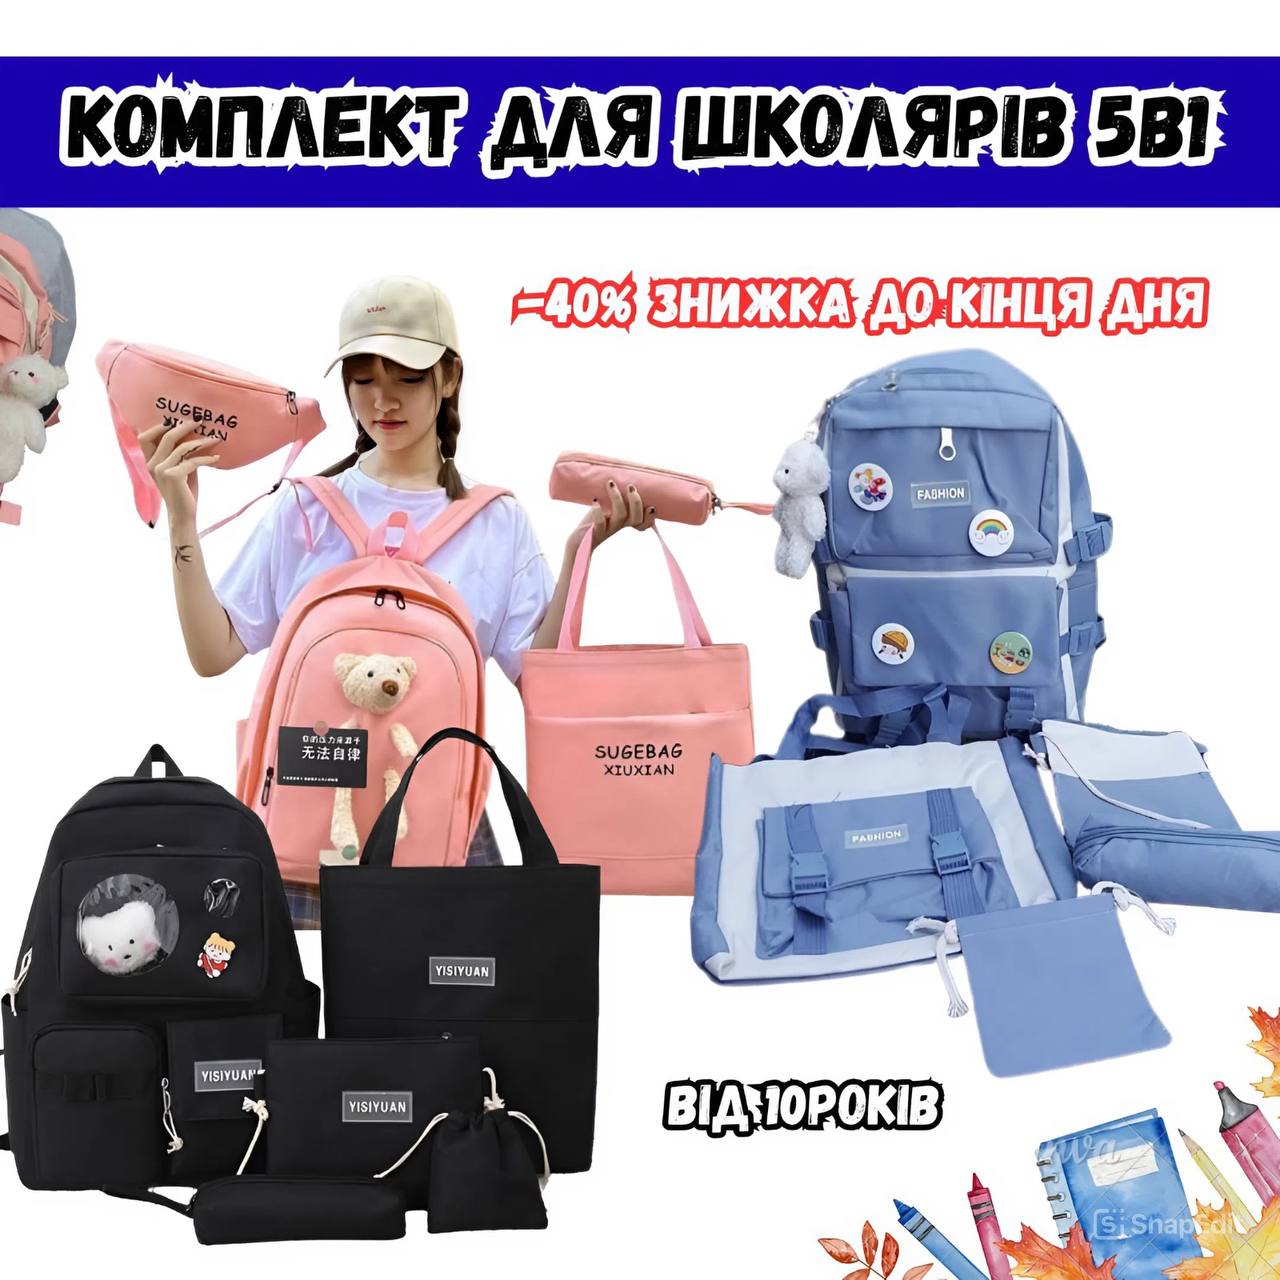 КОМПЛЕКТ ДЛЯ ШКОЛЯРІВ 5В1
-40% ЗНИЖКА ДО КІНЦЯ ДНЯ
SUGEBAG
XIUXIAN
FASHION
无法自律
SUGEBAG
XIUXIAN
FASHION
YISIYUAN
YISIYUAN
YISIYUAN
ВІД 10РОКІВ
SnapEdit